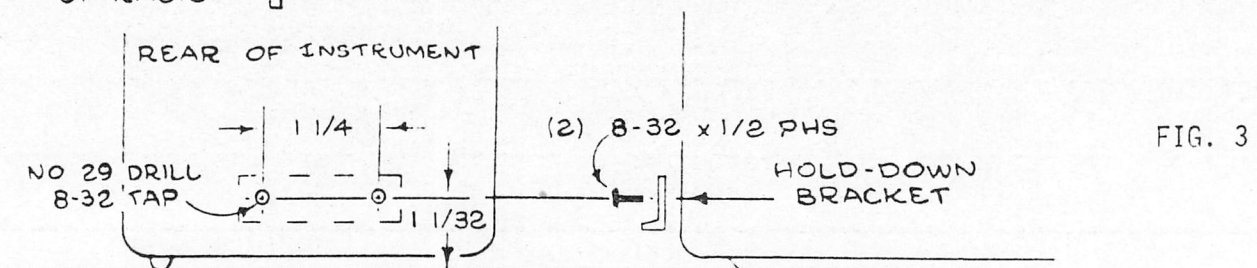 REAR OF INSTRUMENT
1 1/4
(2) 8-32 x 1/2 PHS
FIG. 3
NO 29 DRILL
8-32 TAP
HOLD-DOWN
BRACKET
1 1/32